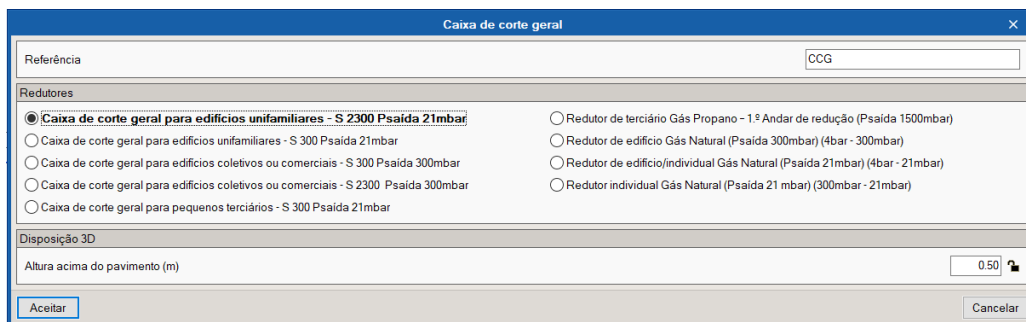 Caixa de corte geral
Referência
CCG
Redutores
Caixa de corte geral para edifícios unifamiliares - S 2300 Psaída 21mbar
Caixa de corte geral para edifícios unifamiliares - S 300 Psaída 21mbar
Caixa de corte geral para edifícios coletivos ou comerciais - S 300 Psaída 300mbar
Caixa de corte geral para edifícios coletivos ou comerciais - S 2300 Psaída 300mbar
Caixa de corte geral para pequenos terciários - S 300 Psaída 21mbar
Redutor de terciário Gás Propano - 1.º Andar de redução (Psaída 1500mbar)
Redutor de edifício Gás Natural (Psaída 300mbar) (4bar - 300mbar)
Redutor de edifício/individual Gás Natural (Psaída 21mbar) (4bar - 21mbar)
Redutor individual Gás Natural (Psaída 21 mbar) (300mbar - 21mbar)
Disposição 3D
Altura acima do pavimento (m)
0.50
Aceitar
Cancelar